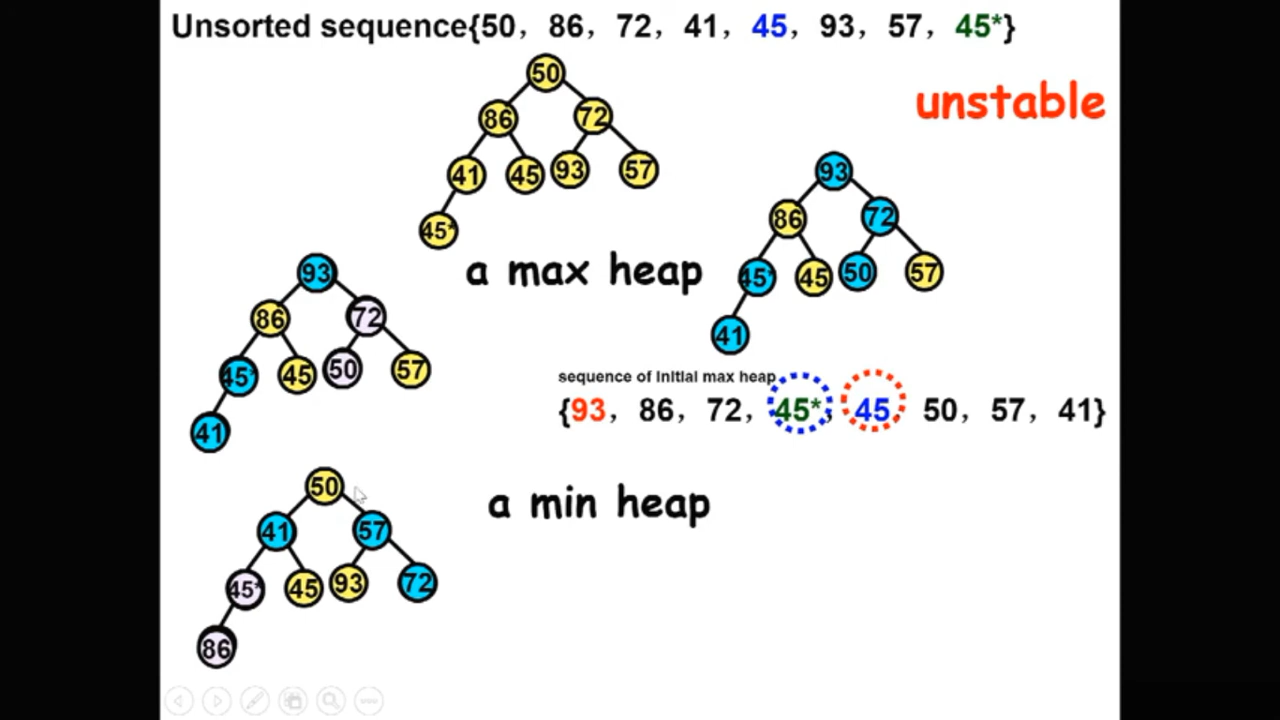 Unsorted sequence{50, 86, 72, 41, 45, 93, 57, 45*}
unstable
50
86 72
41 45 93 57
45*
a max heap
93
86 72
45* 45 50 57
41
93
86 72
45* 45 50 57
41
sequence of initial max heap
{93, 86, 72, 45*, 45 50, 57, 41}
a min heap
50
41 57
45* 45 93 72
86